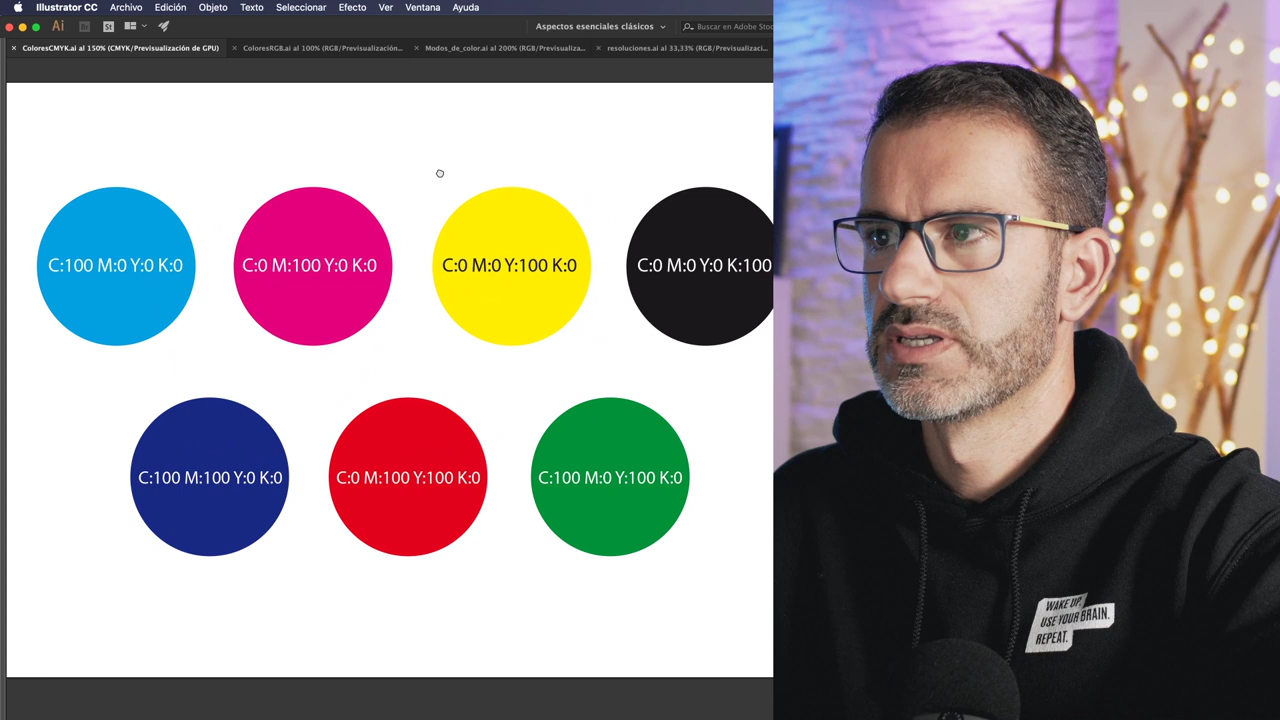 Illustrator CC Archivo Edición Objeto Texto Seleccionar Efecto Ver Ventana Ayuda
Ai Br St Aspectos esenciales clásicos Buscar en Adobe Stoc
× ColoresCMYK.ai al 150% (CMYK/Previsualización de GPU) × ColoresRGB.ai al 100% (RGB/Previsualización... × Modos_de_color.ai al 200% (RGB/Previsualiza... × resoluciones.ai al 33,33% (RGB/Previsualizaci...
C:100 M:0 Y:0 K:0
C:0 M:100 Y:0 K:0
C:0 M:0 Y:100 K:0
C:0 M:0 Y:0 K:100
C:100 M:100 Y:0 K:0
C:0 M:100 Y:100 K:0
C:100 M:0 Y:100 K:0
WAKE UP.
USE YOUR BRAIN.
REPEAT.